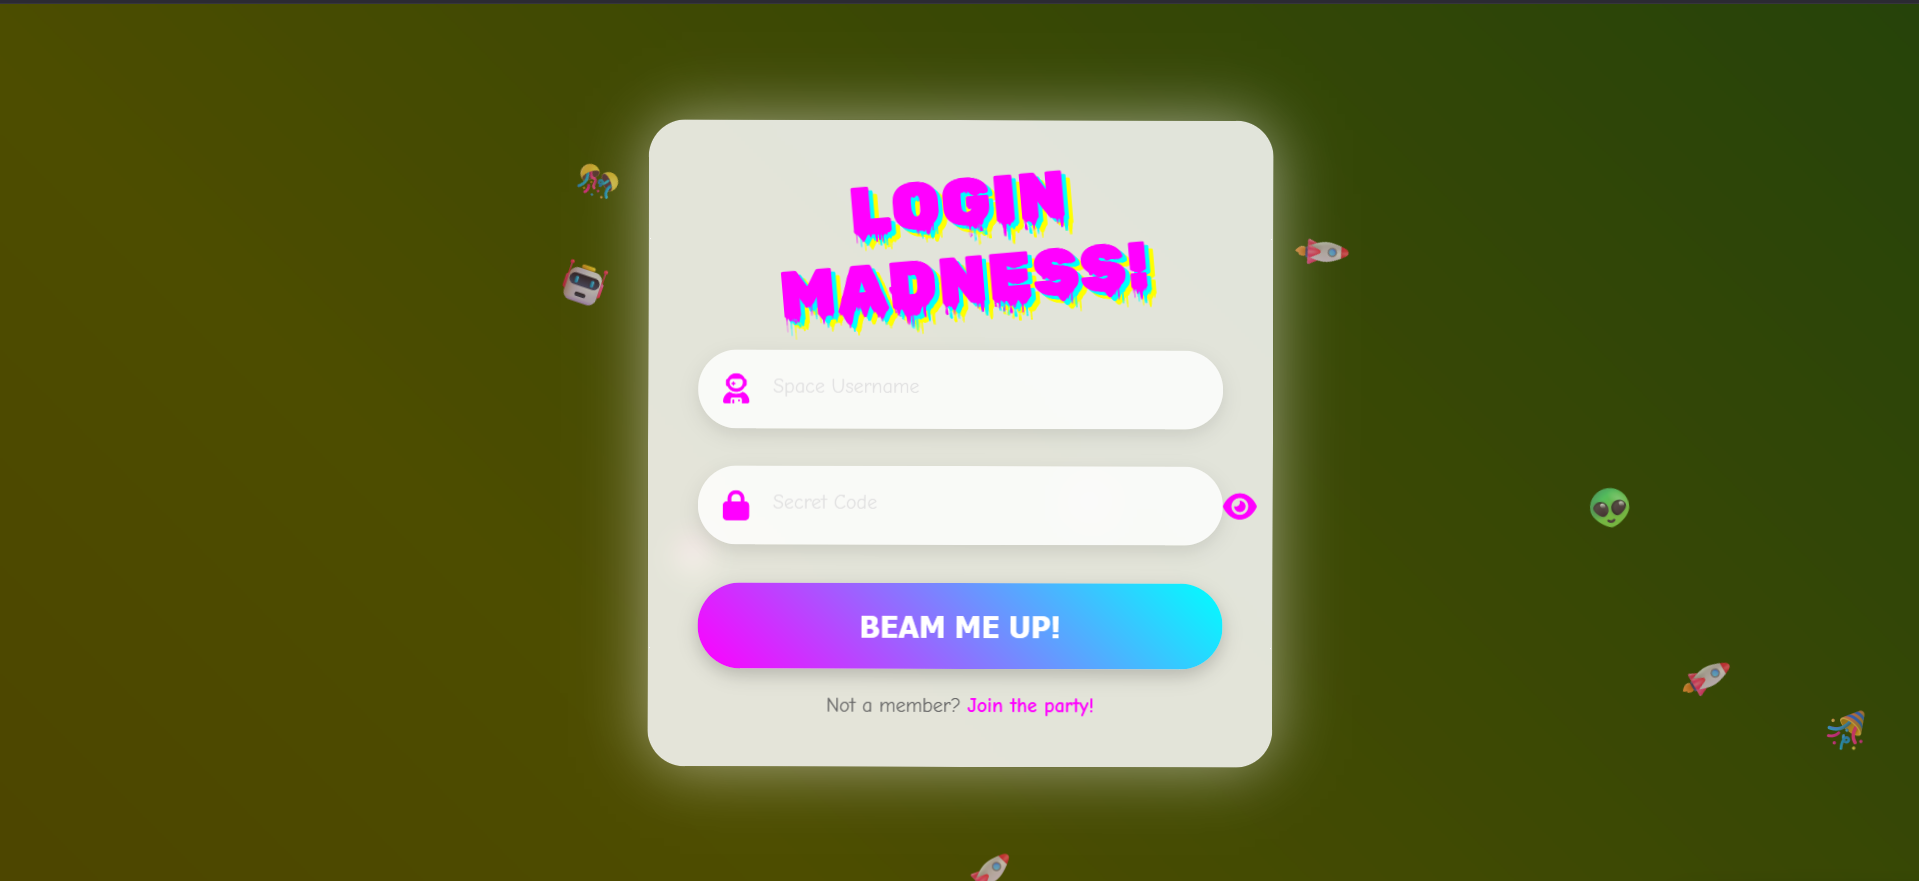 LOGIN
MADNESS!
Space Username
Secret Code
BEAM ME UP!
Not a member? Join the party!